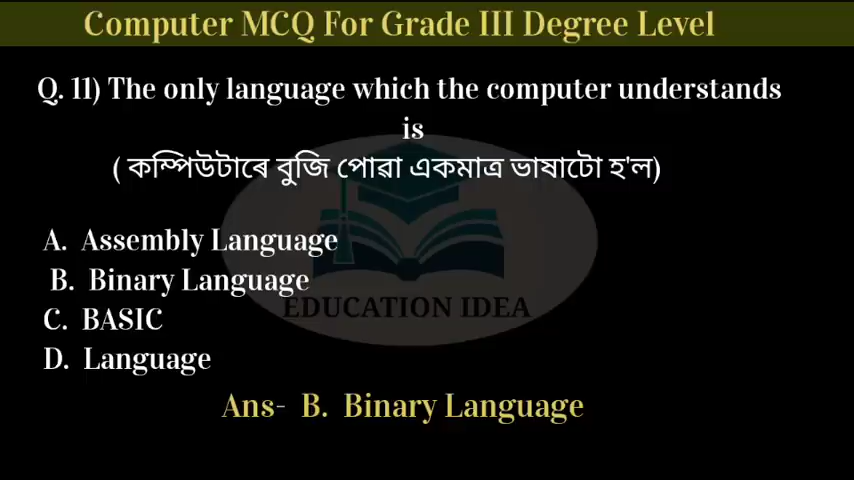 Computer MCQ For Grade III Degree Level
Q. 11) The only language which the computer understands
is
( কম্পিউটাৰে বুজি পোৱা একমাত্ৰ ভাষাটো হ'ল)
A. Assembly Language
B. Binary Language
C. BASIC
D. Language
EDUCATION IDEA
Ans- B. Binary Language